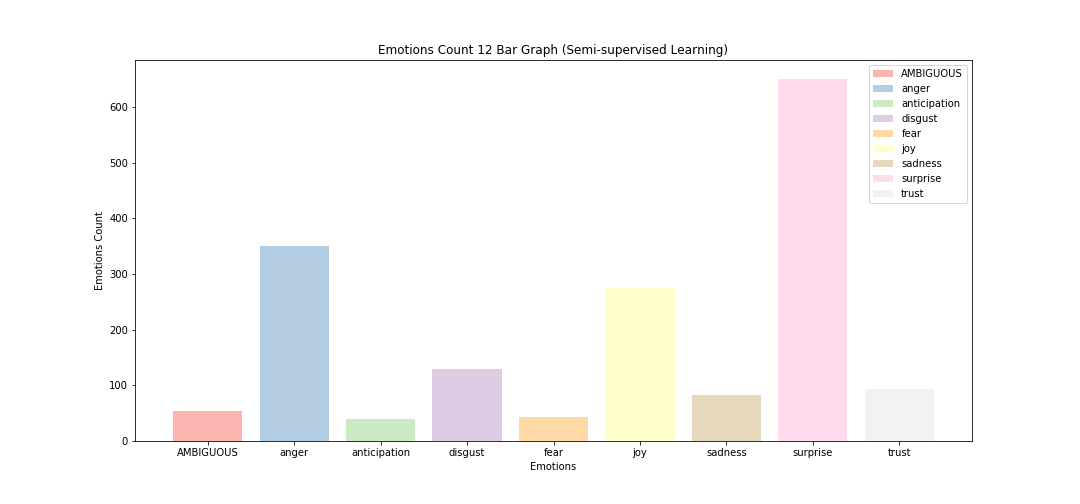 Emotions Count 12 Bar Graph (Semi-supervised Learning)
AMBIGUOUS
anger
anticipation
disgust
fear
joy
sadness
surprise
trust
600
500
400
300
200
100
0
Emotions Count
AMBIGUOUS anger anticipation disgust fear joy sadness surprise trust
Emotions